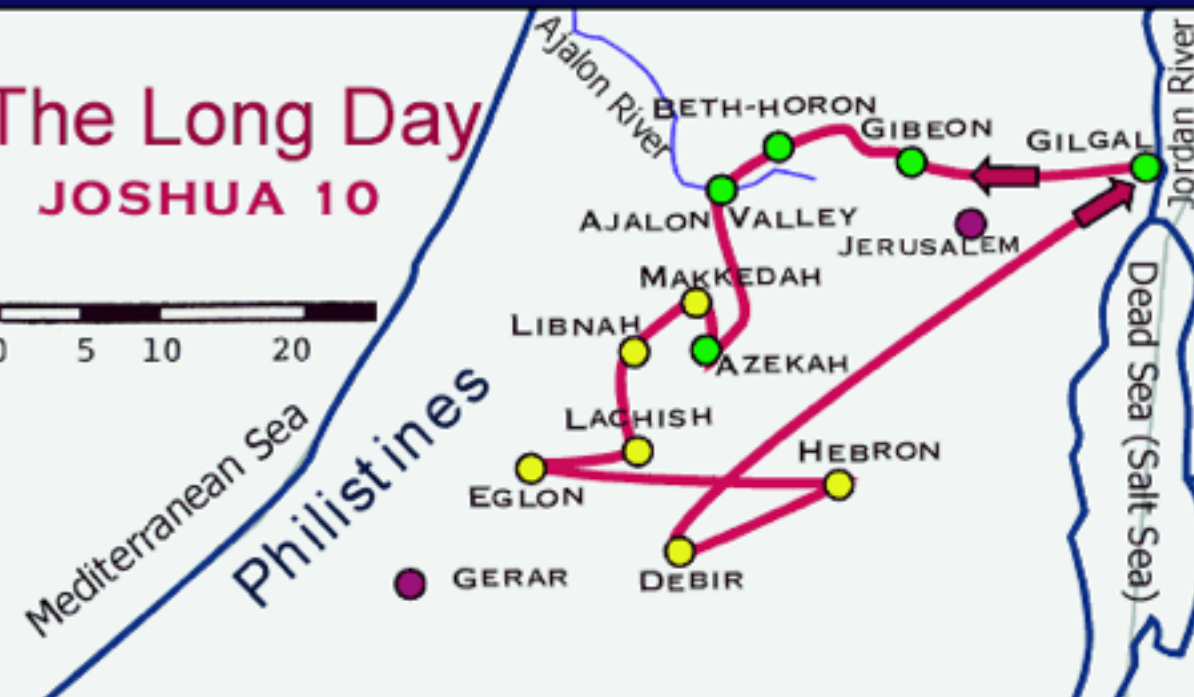 The Long Day
JOSHUA 10
0 5 10 20
Mediterranean Sea
Philistines
Ajalon River
BETH-HORON
GIBEON
GILGAL
Jordan River
AJALON VALLEY
JERUSALEM
MAKKEDAH
LIBNAH
AZEKAH
LACHISH
HEBRON
EGLON
GERAR
DEBIR
Dead Sea (Salt Sea)